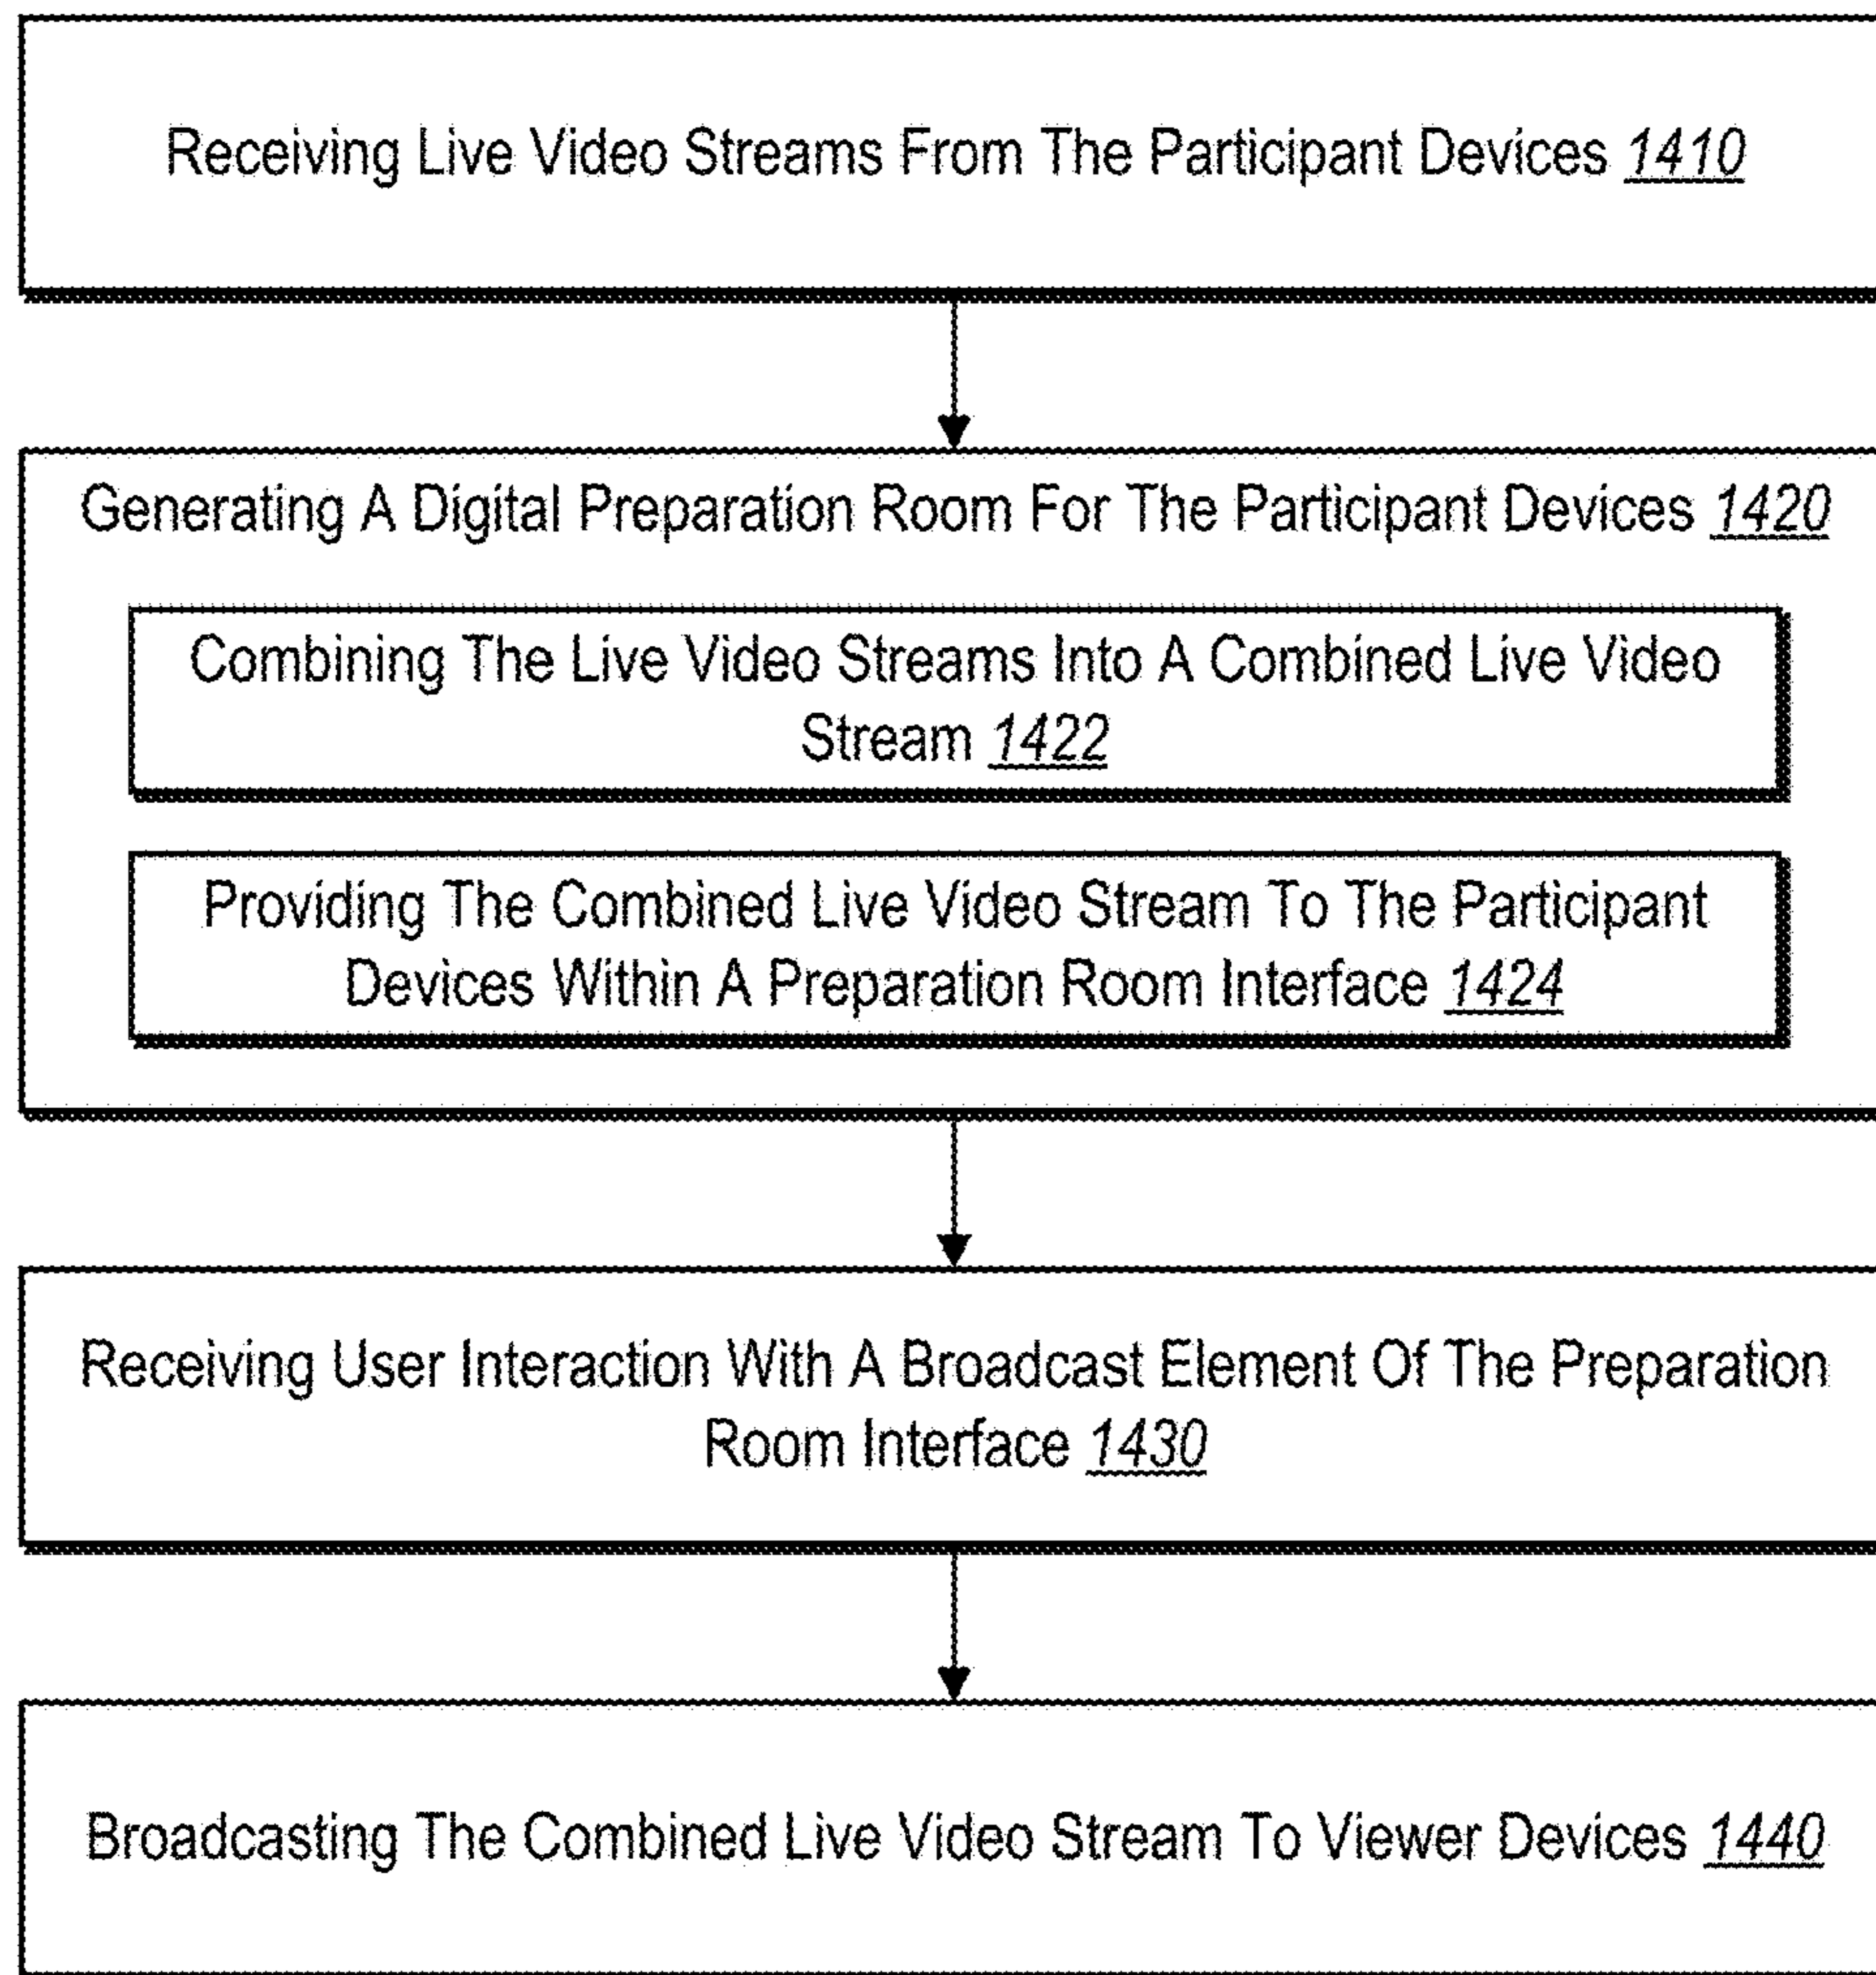 Receiving Live Video Streams From The Participant Devices 1410
Generating A Digital Preparation Room For The Participant Devices 1420
Combining The Live Video Streams Into A Combined Live Video
Stream 1422
Providing The Combined Live Video Stream To The Participant
Devices Within A Preparation Room Interface 1424
Receiving User Interaction With A Broadcast Element Of The Preparation
Room Interface 1430
Broadcasting The Combined Live Video Stream To Viewer Devices 1440